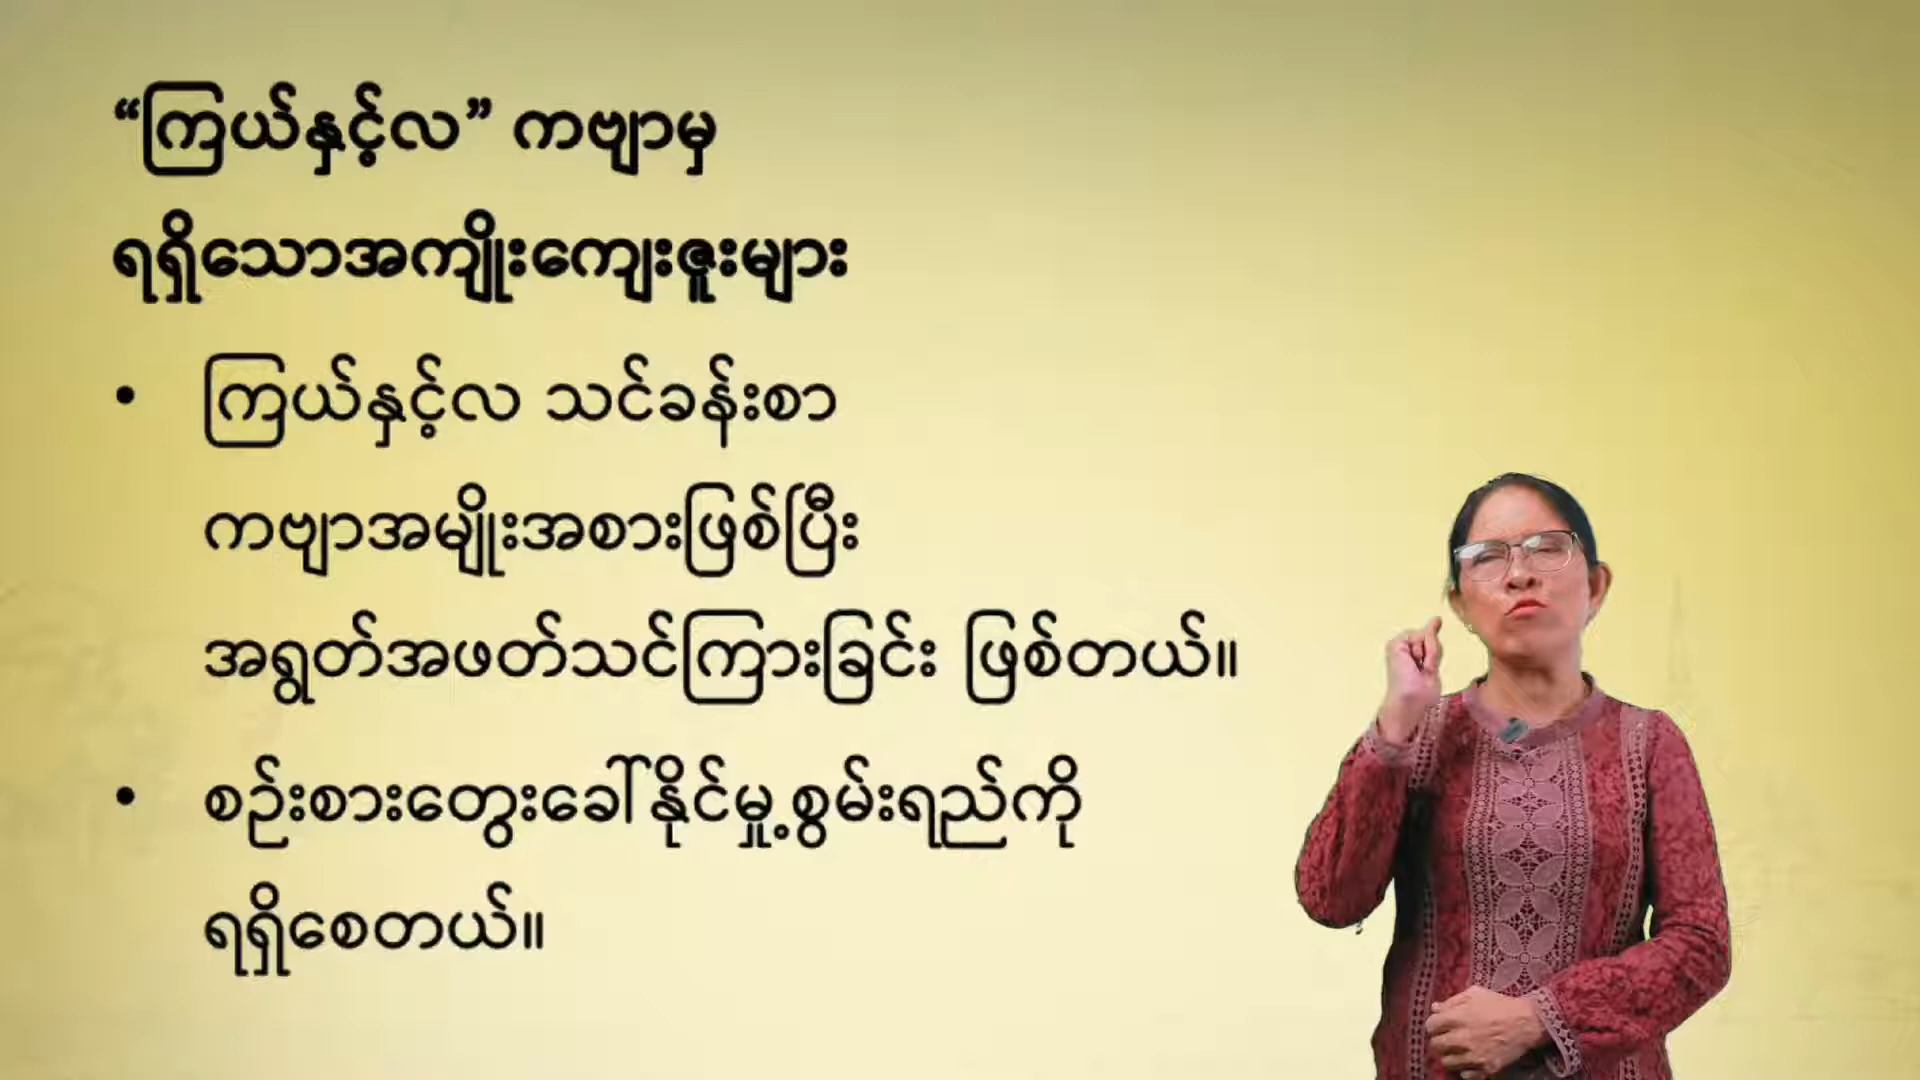 “ကြယ်နှင့်လ” ကဗျာမှ
ရရှိသောအကျိုးကျေးဇူးများ
• ကြယ်နှင့်လ သင်ခန်းစာ
ကဗျာအမျိုးအစားဖြစ်ပြီး
အရွတ်အဖတ်သင်ကြားခြင်း ဖြစ်တယ်။
• စဉ်းစားတွေးခေါ်နိုင်မှု့စွမ်းရည်ကို
ရရှိစေတယ်။